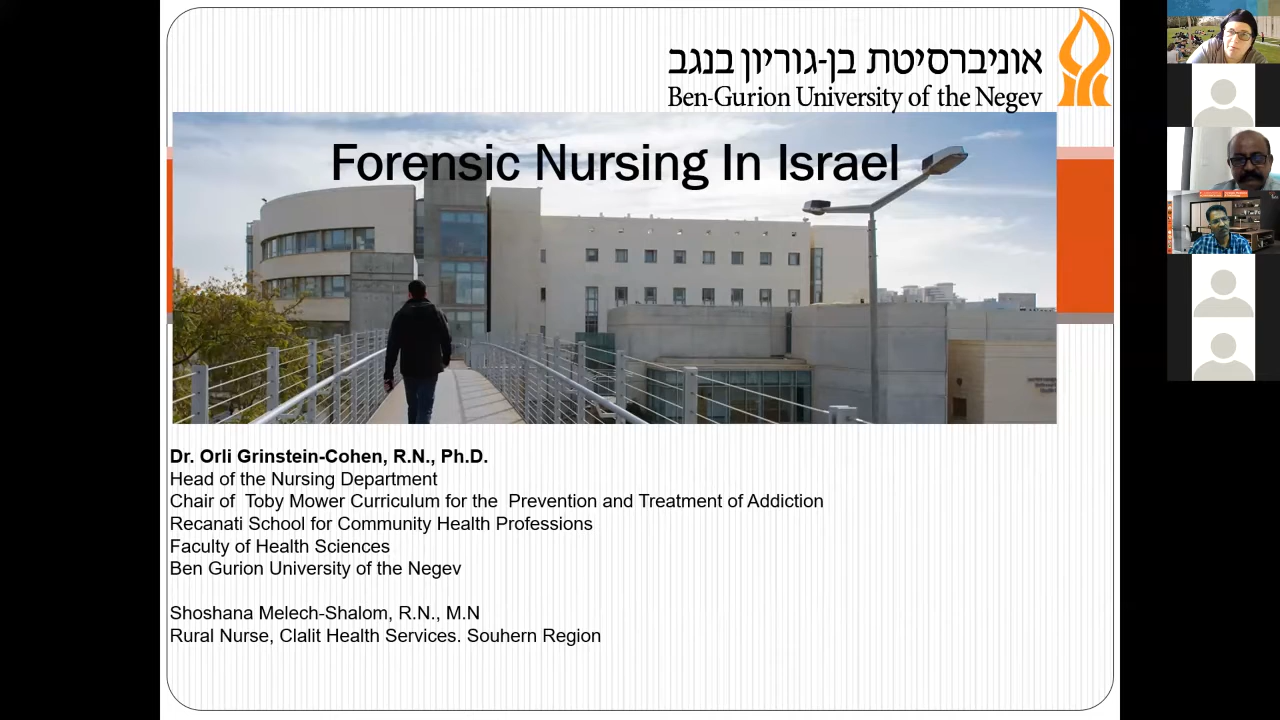 אוניברסיטת בן-גוריון בנגב
Ben-Gurion University of the Negev
Forensic Nursing In Israel
Dr. Orli Grinstein-Cohen, R.N., Ph.D.
Head of the Nursing Department
Chair of Toby Mower Curriculum for the Prevention and Treatment of Addiction
Recanati School for Community Health Professions
Faculty of Health Sciences
Ben Gurion University of the Negev
Shoshana Melech-Shalom, R.N., M.N
Rural Nurse, Clalit Health Services. Souhern Region